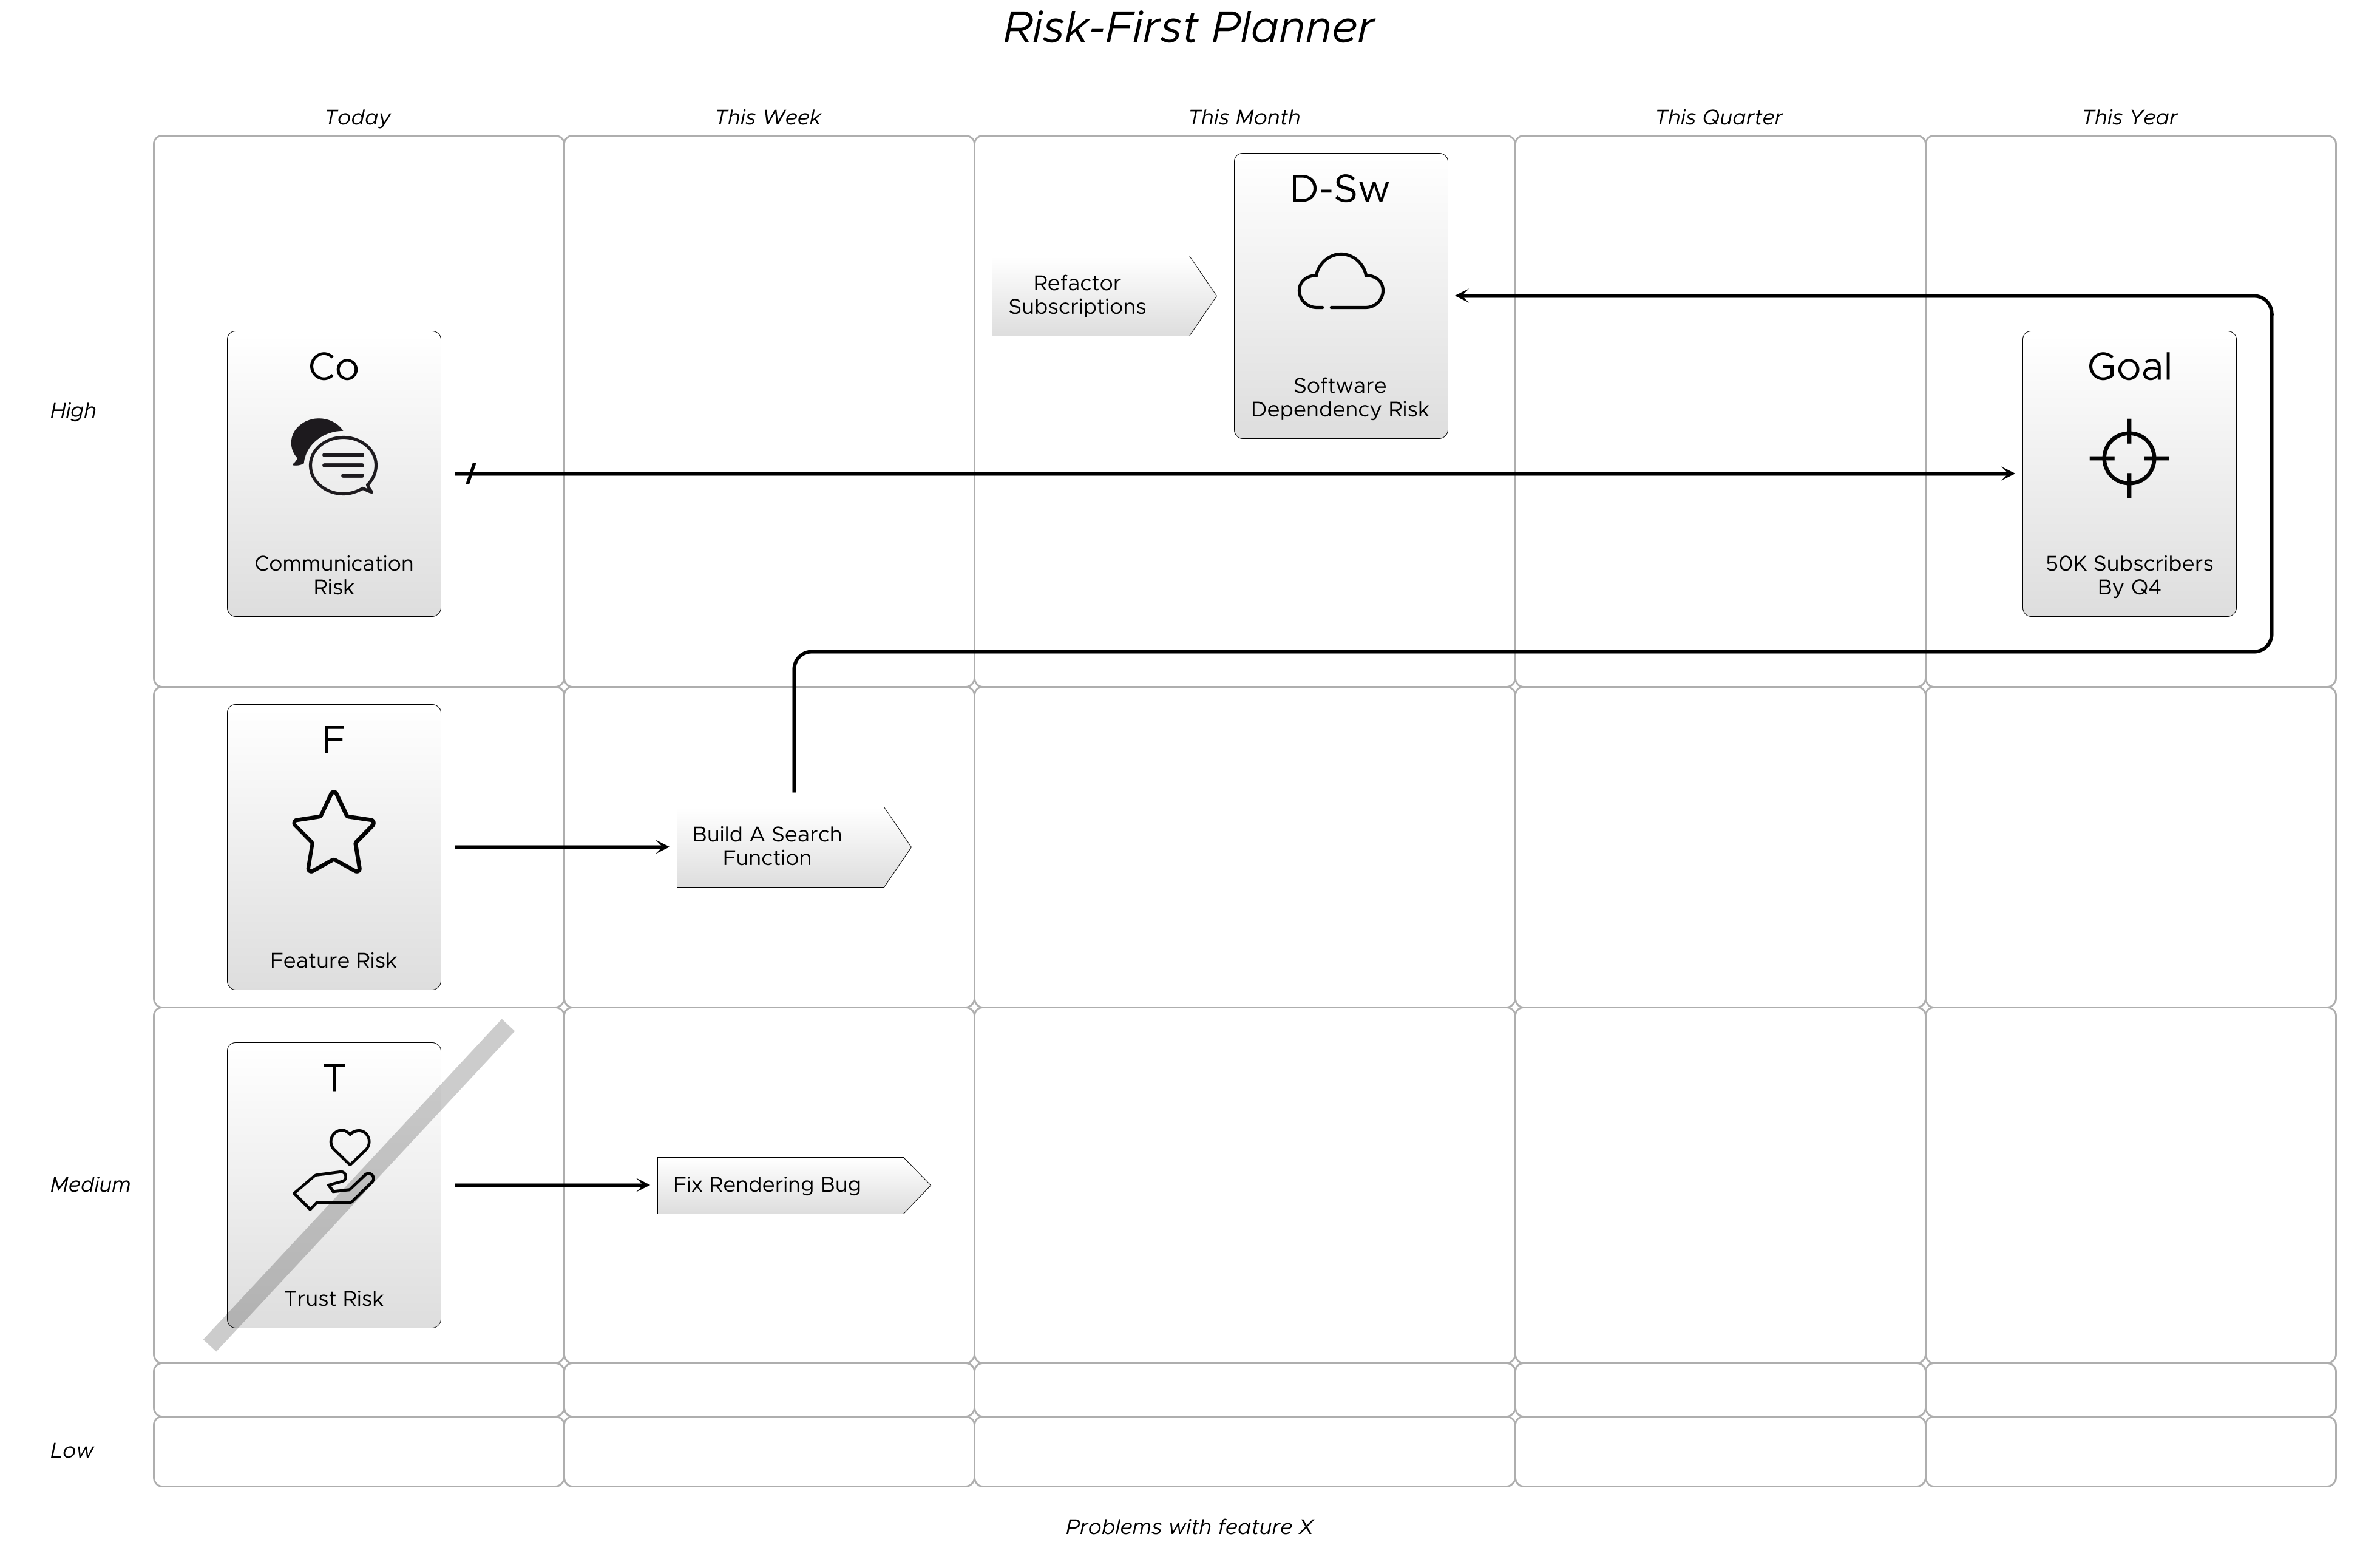 Risk-First Planner
Today
This Week
This Month
This Quarter
This Year
High
Co
Communication
Risk
Refactor
Subscriptions
D-Sw
Software
Dependency Risk
Goal
50K Subscribers
By Q4
F
Feature Risk
Build A Search
Function
Medium
T
Trust Risk
Fix Rendering Bug
Low
Problems with feature X